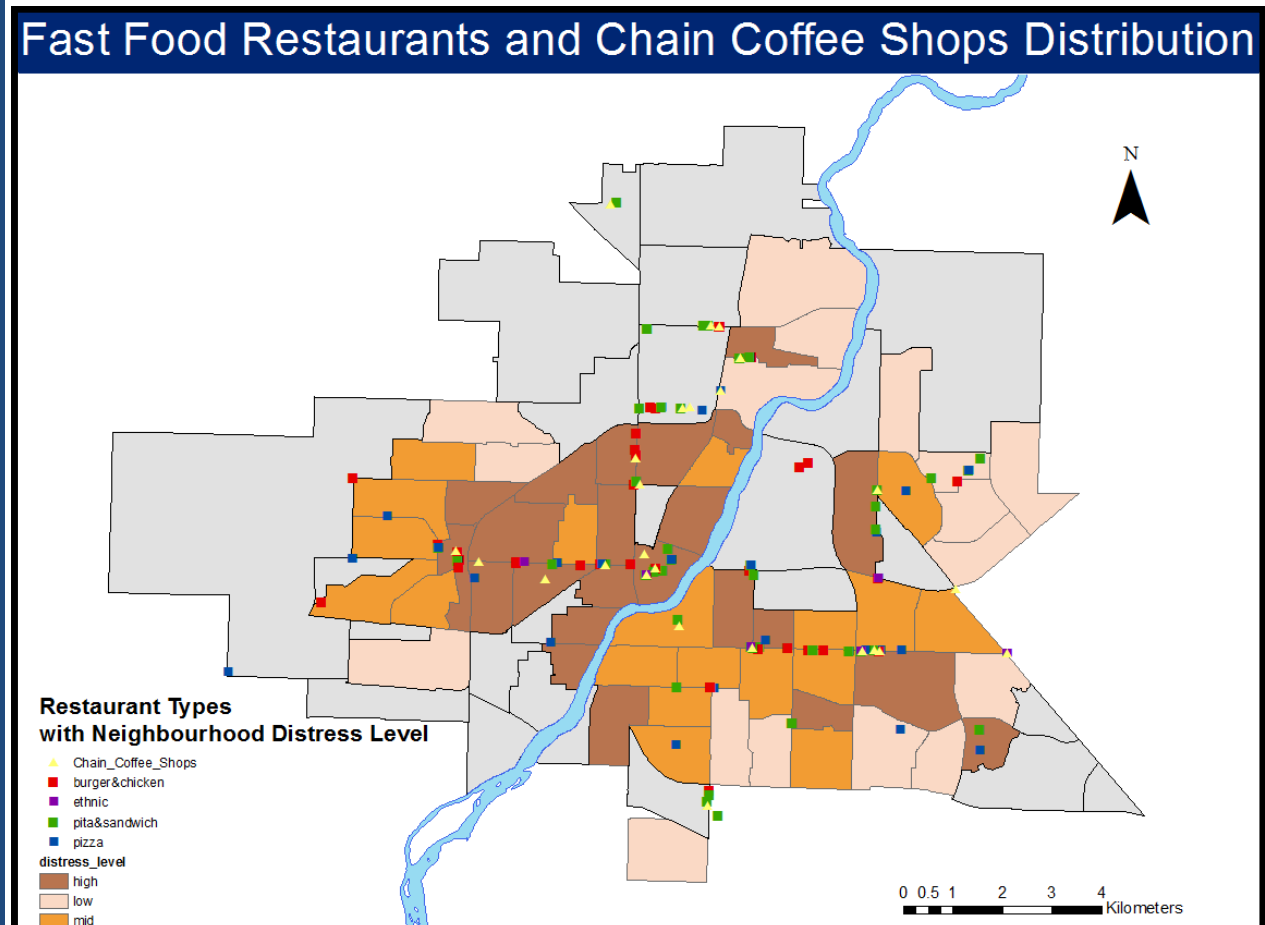 Fast Food Restaurants and Chain Coffee Shops Distribution
N
Restaurant Types
with Neighbourhood Distress Level
Chain_Coffee_Shops
burger&chicken
ethnic
pita&sandwich
pizza
distress_level
high
low
mid
0 0.5 1 2 3 4
Kilometers